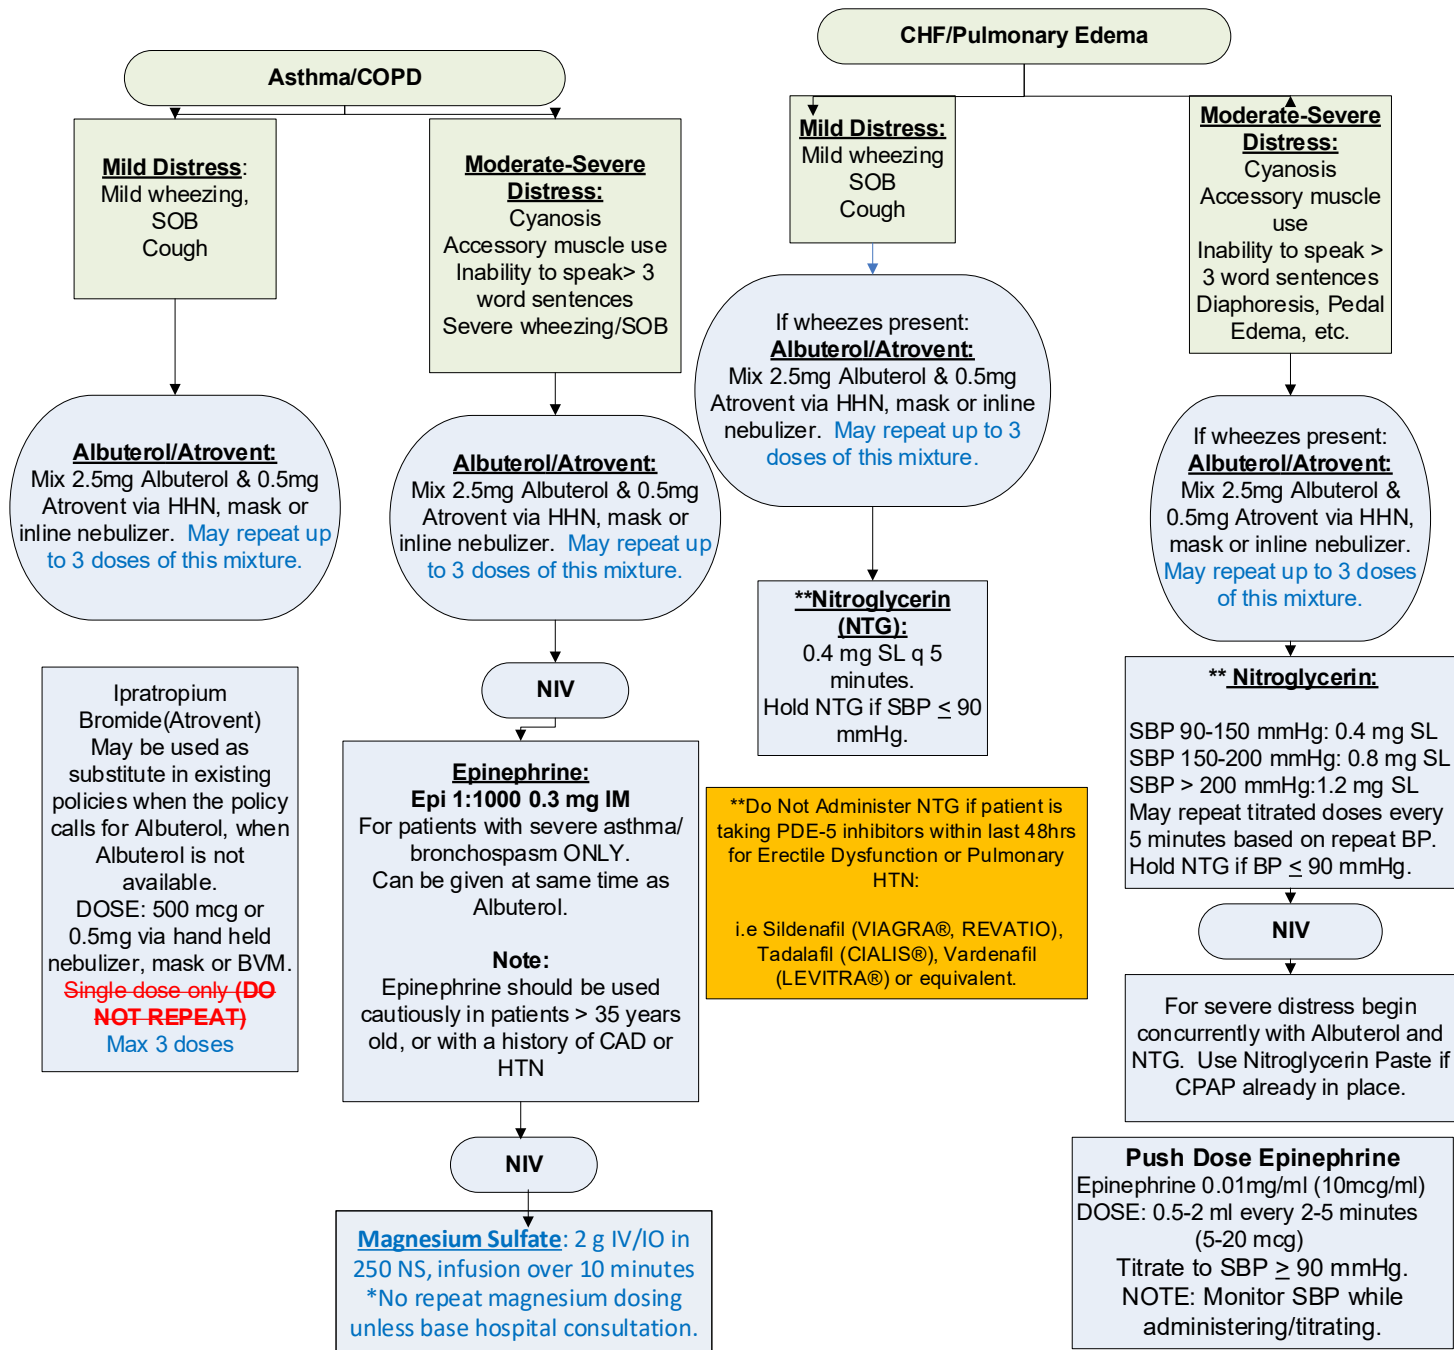 Asthma/COPD
Mild Distress:
Mild wheezing,
SOB
Cough
Moderate-Severe
Distress:
Cyanosis
Accessory muscle use
Inability to speak> 3
word sentences
Severe wheezing/SOB
Albuterol/Atrovent:
Mix 2.5mg Albuterol & 0.5mg
Atrovent via HHN, mask or
inline nebulizer.  May repeat up
to 3 doses of this mixture.
Albuterol/Atrovent:
Mix 2.5mg Albuterol & 0.5mg
Atrovent via HHN, mask or
inline nebulizer.  May repeat up
to 3 doses of this mixture.
Ipratropium
Bromide(Atrovent)
May be used as
substitute in existing
policies when the policy
calls for Albuterol, when
Albuterol is not
available.
DOSE: 500 mcg or
0.5mg via hand held
nebulizer, mask or BVM.
Single dose only (DO
NOT REPEAT)
Max 3 doses
NIV
Epinephrine:
Epi 1:1000 0.3 mg IM
For patients with severe asthma/
bronchospasm ONLY.
Can be given at same time as
Albuterol.
Note:
Epinephrine should be used
cautiously in patients > 35 years
old, or with a history of CAD or
HTN
NIV
Magnesium Sulfate: 2 g IV/IO in
250 NS, infusion over 10 minutes
*No repeat magnesium dosing
unless base hospital consultation.
CHF/Pulmonary Edema
Mild Distress:
Mild wheezing
SOB
Cough
If wheezes present:
Albuterol/Atrovent:
Mix 2.5mg Albuterol & 0.5mg
Atrovent via HHN, mask or inline
nebulizer.  May repeat up to 3
doses of this mixture.
**Nitroglycerin
(NTG):
0.4 mg SL q 5
minutes.
Hold NTG if SBP ≤ 90
mmHg.
**Do Not Administer NTG if patient is
taking PDE-5 inhibitors within last 48hrs
for Erectile Dysfunction or Pulmonary
HTN:
i.e Sildenafil (VIAGRA®, REVATIO),
Tadalafil (CIALIS®), Vardenafil
(LEVITRA®) or equivalent.
Moderate-Severe
Distress:
Cyanosis
Accessory muscle
use
Inability to speak >
3 word sentences
Diaphoresis, Pedal
Edema, etc.
If wheezes present:
Albuterol/Atrovent:
Mix 2.5mg Albuterol &
0.5mg Atrovent via HHN,
mask or inline nebulizer.
May repeat up to 3 doses
of this mixture.
** Nitroglycerin:
SBP 90-150 mmHg: 0.4 mg SL
SBP 150-200 mmHg: 0.8 mg SL
SBP > 200 mmHg:1.2 mg SL
May repeat titrated doses every
5 minutes based on repeat BP.
Hold NTG if BP ≤ 90 mmHg.
NIV
For severe distress begin
concurrently with Albuterol and
NTG.  Use Nitroglycerin Paste if
CPAP already in place.
Push Dose Epinephrine
Epinephrine 0.01mg/ml (10mcg/ml)
DOSE: 0.5-2 ml every 2-5 minutes
(5-20 mcg)
Titrate to SBP ≥ 90 mmHg.
NOTE: Monitor SBP while
administering/titrating.